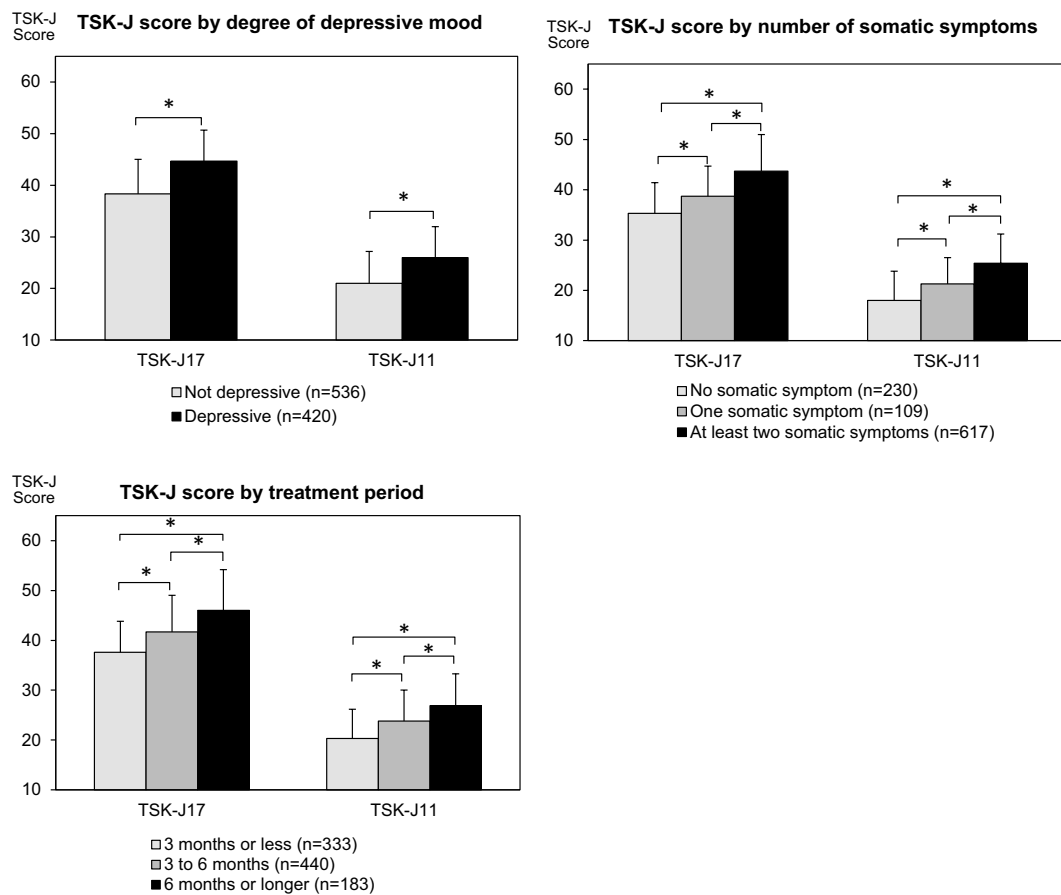 TSK-J
Score
TSK-J score by degree of depressive mood
60
50
40
30
20
10
*
*
TSK-J17
TSK-J11
Not depressive (n=536)
Depressive (n=420)
TSK-J
Score
TSK-J score by number of somatic symptoms
60
50
40
30
20
10
*
*
*
*
*
*
TSK-J17
TSK-J11
No somatic symptom (n=230)
One somatic symptom (n=109)
At least two somatic symptoms (n=617)
TSK-J
Score
TSK-J score by treatment period
60
50
40
30
20
10
*
*
*
*
*
*
TSK-J17
TSK-J11
3 months or less (n=333)
3 to 6 months (n=440)
6 months or longer (n=183)